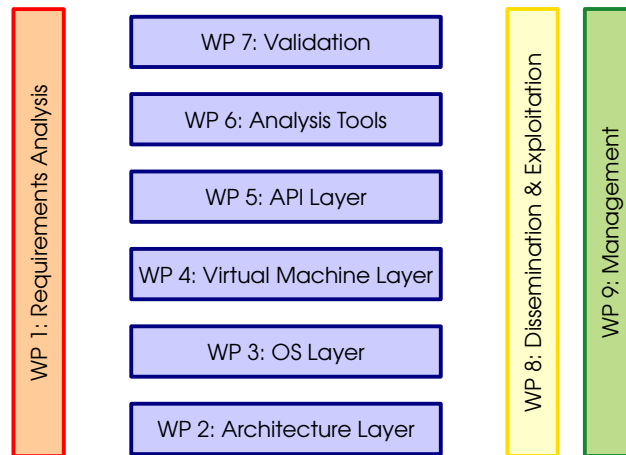 WP 1: Requirements Analysis
WP 7: Validation
WP 6: Analysis Tools
WP 5: API Layer
WP 4: Virtual Machine Layer
WP 3: OS Layer
WP 2: Architecture Layer
WP 8: Dissemination & Exploitation
WP 9: Management